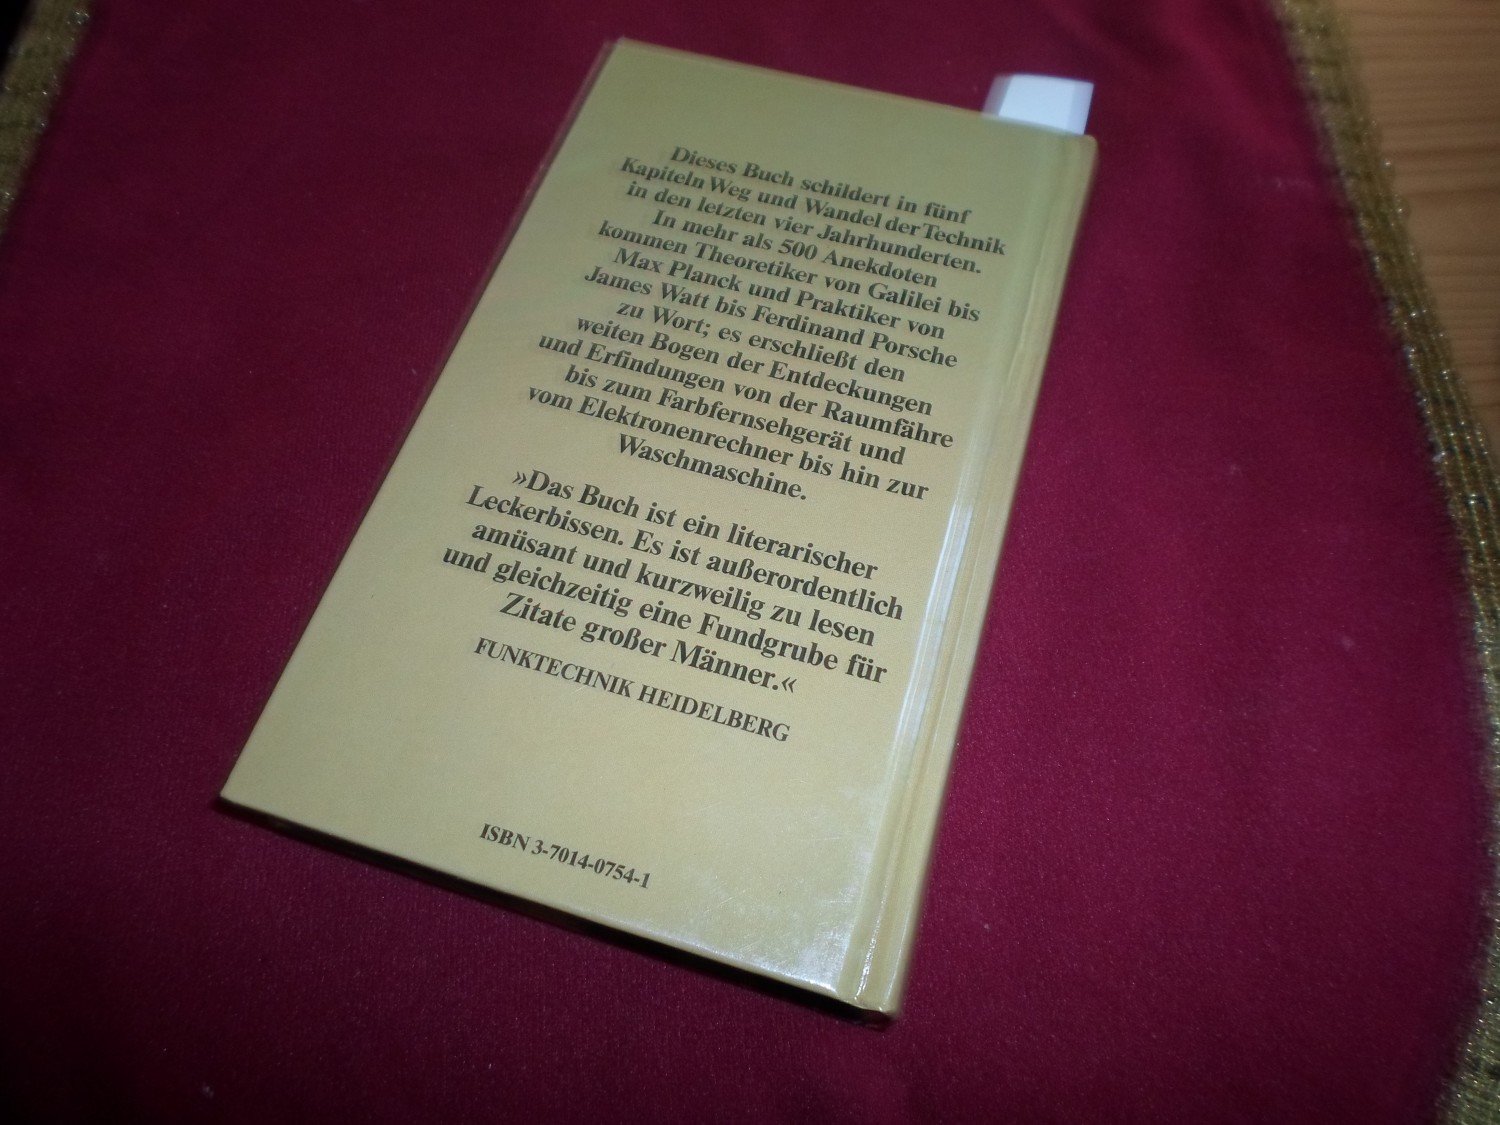 Dieses Buch schildert in fünf
Kapiteln Weg und Wandel der Technik
in den letzten vier Jahrhunderten.
In mehr als 500 Anekdoten
kommen Theoretiker von Galilei bis
Max Planck und Praktiker von
James Watt bis Ferdinand Porsche
zu Wort; es erschließt den
weiten Bogen der Entdeckungen
und Erfindungen von der Raumfähre
bis zum Farbfernsehgerät und
vom Elektronenrechner bis hin zur
Waschmaschine.
»Das Buch ist ein literarischer
Leckerbissen. Es ist außerordentlich
amüsant und kurzweilig zu lesen
und gleichzeitig eine Fundgrube für
Zitate großer Männer.«
FUNKTECHNIK HEIDELBERG
ISBN 3-7014-0754-1